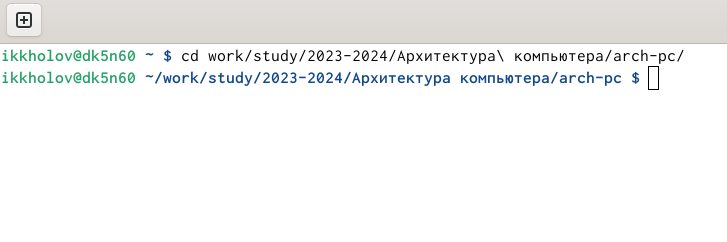 ikkholov@dk5n60 ~ $ cd work/study/2023-2024/Архитектура\ компьютера/arch-pc/
ikkholov@dk5n60 ~/work/study/2023-2024/Архитектура компьютера/arch-pc $